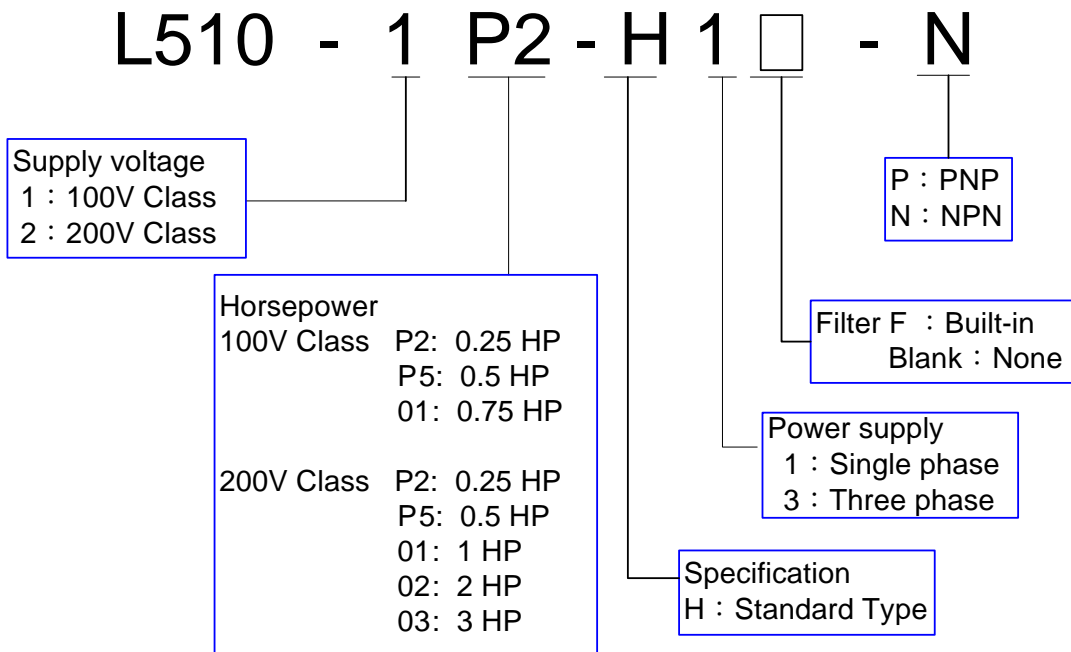 L510 - 1 P2 - H 1 □ - N
Supply voltage
1：100V Class
2：200V Class
P：PNP
N：NPN
Horsepower
100V Class P2: 0.25 HP
P5: 0.5 HP
01: 0.75 HP
200V Class P2: 0.25 HP
P5: 0.5 HP
01: 1 HP
02: 2 HP
03: 3 HP
Filter F ：Built-in
Blank：None
Power supply
1：Single phase
3：Three phase
Specification
H：Standard Type